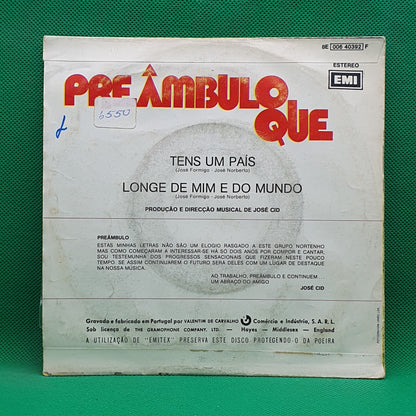 8E 006 40392 F
ESTEREO
EMI
PREÂMBULO
QUE
6550
TENS UM PAÍS
(José Formigo - José Norberto)
LONGE DE MIM E DO MUNDO
(José Formigo - José Norberto)
PRODUÇÃO E DIRECÇÃO MUSICAL DE JOSÉ CID
PREÂMBULO
ESTAS MINHAS LETRAS NÃO SÃO UM ELOGIO RASGADO A ESTE GRUPO NORTENHO
MAS COMO COMEÇARAM A INTERESSAR-SE HÁ SÓ DOIS ANOS POR COMPOR E CANTAR
SOU TESTEMUNHA DOS PROGRESSOS SENSACIONAIS QUE FIZERAM NESTE POUCO
TEMPO. SE ASSIM CONTINUAREM O FUTURO SERÁ DELES COM UM LUGAR DE DESTAQUE
NA NOSSA MÚSICA.
AO TRABALHO, PREÂMBULO E CONTINUEM
UM ABRAÇO DO AMIGO
JOSÉ CID
Gravado e fabricado em Portugal por VALENTIM DE CARVALHO Comércio e Indústria, S. A. R. L.
Sob licença de THE GRAMOPHONE COMPANY, LTD. — Hayes — Middlesex — England
A UTILIZAÇÃO DE "EMITEX" PRESERVA ESTE DISCO PROTEGENDO-O DA POEIRA